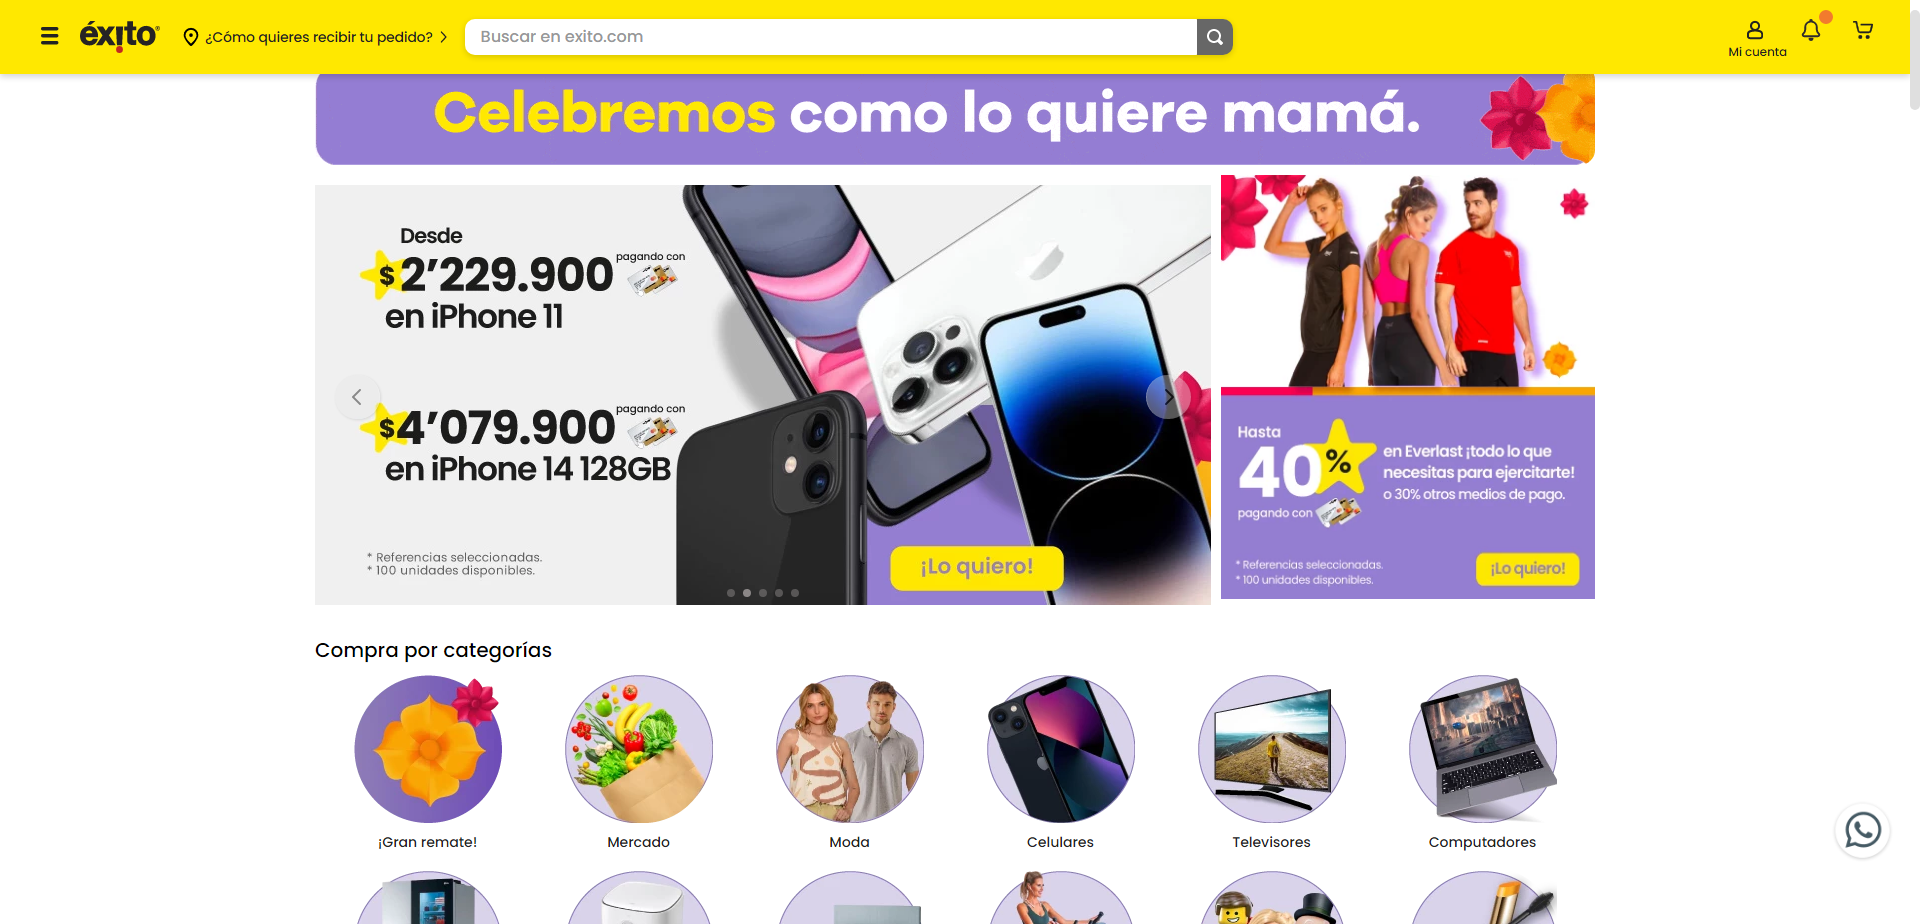 éxito
¿Cómo quieres recibir tu pedido?
Buscar en exito.com
Mi cuenta
Celebremos como lo quiere mamá.
Desde
$2'229.900 pagando con
en iPhone 11
$4'079.900 pagando con
en iPhone 14 128GB
* Referencias seleccionadas.
* 100 unidades disponibles.
¡Lo quiero!
Hasta
40%
pagando con
en Everlast ¡todo lo que
necesitas para ejercitarte!
o 30% otros medios de pago.
* Referencias seleccionadas.
* 100 unidades disponibles.
¡Lo quiero!
Compra por categorías
¡Gran remate!
Mercado
Moda
Celulares
Televisores
Computadores